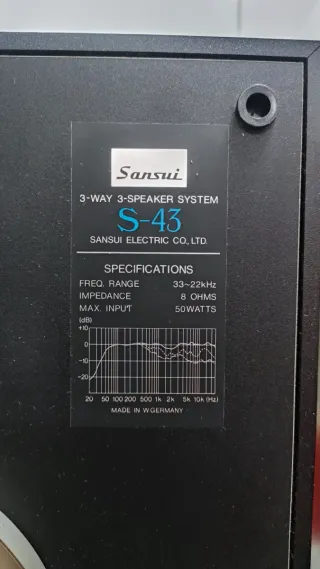 Sansui
3-WAY 3-SPEAKER SYSTEM
S-43
SANSUI ELECTRIC CO., LTD.
SPECIFICATIONS
FREQ. RANGE 33~22kHz
IMPEDANCE 8 OHMS
MAX. INPUT 50WATTS
(dB)
+10
0
-10
-20
20 50 100 200 500 1k 2k 5k 10k (Hz)
MADE IN W.GERMANY